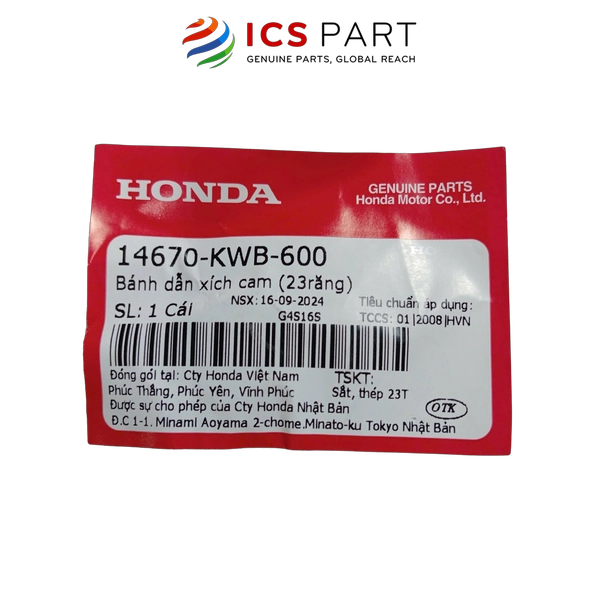 ICS PART
GENUINE PARTS, GLOBAL REACH
HONDA
GENUINE PARTS
Honda Motor Co., Ltd.
HONDA
14670-KWB-600
Bánh dẫn xích cam (23răng)
SL: 1 Cái
NSX: 16-09-2024
G4S16S
Tiêu chuẩn áp dụng:
TCCS: 01|2008|HVN
Đóng gói tại: Cty Honda Việt Nam
Phúc Thắng, Phúc Yên, Vĩnh Phúc
TSKT:
Sắt, thép 23T
Được sự cho phép của Cty Honda Nhật Bản
OTK
Đ.C 1-1. Minami Aoyama 2-chome.Minato-ku Tokyo Nhật Bản